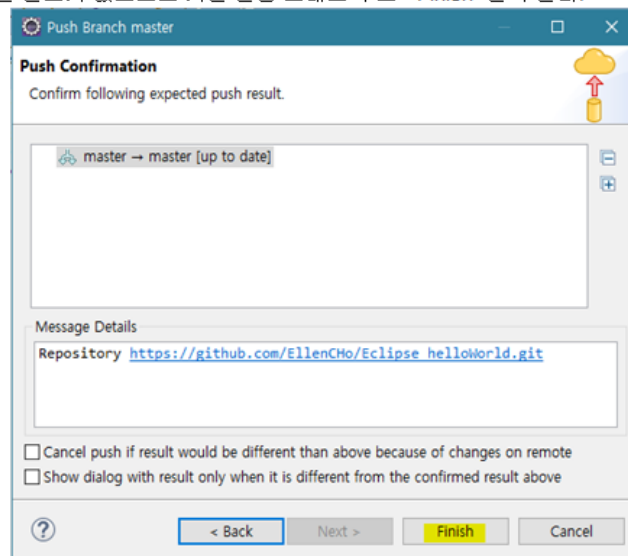 Push Branch master
Push Confirmation
Confirm following expected push result.
master → master [up to date]
Message Details
Repository https://github.com/EllenCHo/Eclipse_helloWorld.git
Cancel push if result would be different than above because of changes on remote
Show dialog with result only when it is different from the confirmed result above
< Back Next > Finish Cancel